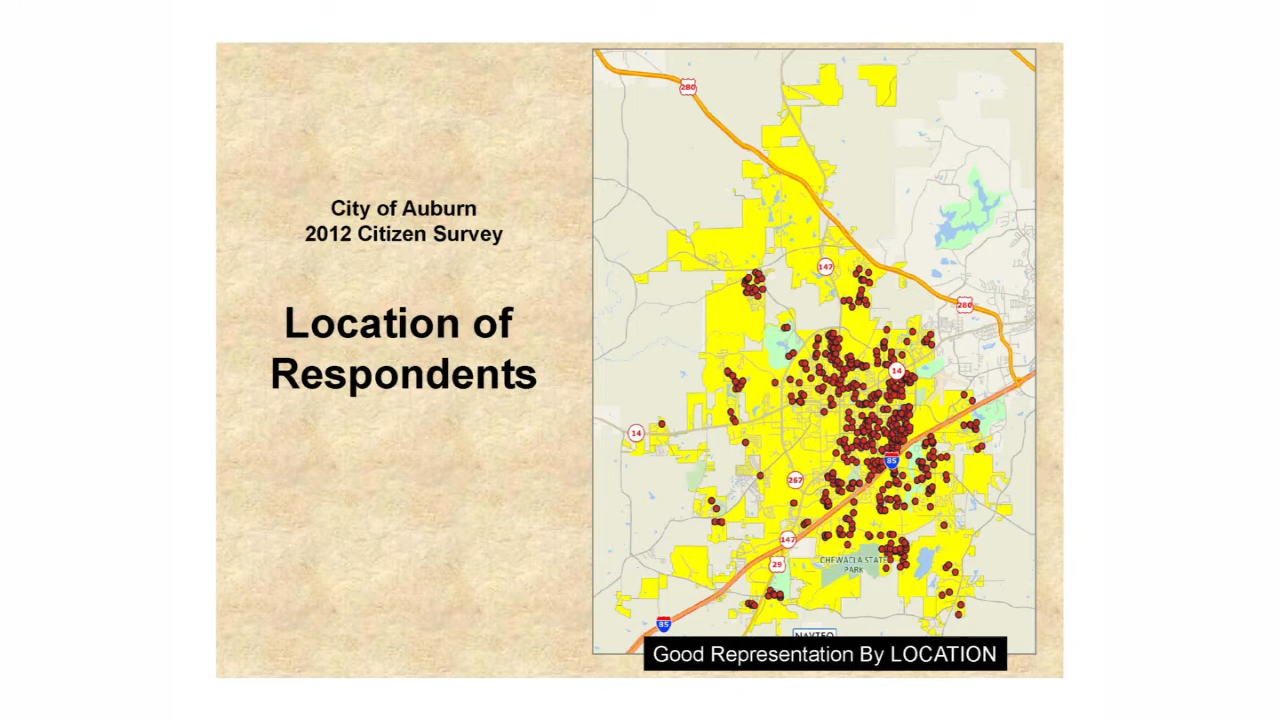 City of Auburn
2012 Citizen Survey
Location of
Respondents
280
147
280
14
14
85
267
147
29
CHEWACLA STATE
PARK
85
NAVTEQ
Good Representation By LOCATION